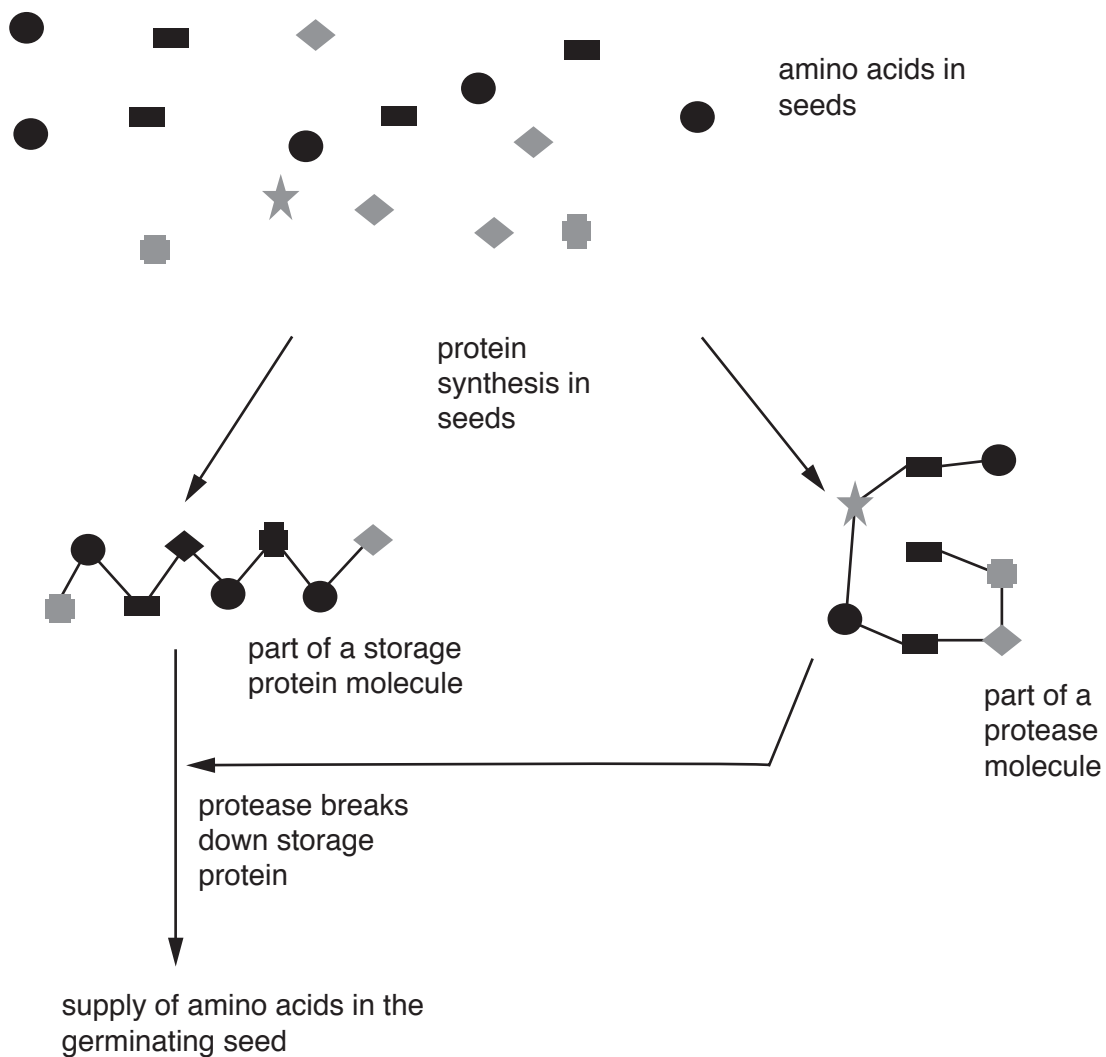 amino acids in
seeds
protein
synthesis in
seeds
part of a storage
protein molecule
part of a
protease
molecule
protease breaks
down storage
protein
supply of amino acids in the
germinating seed